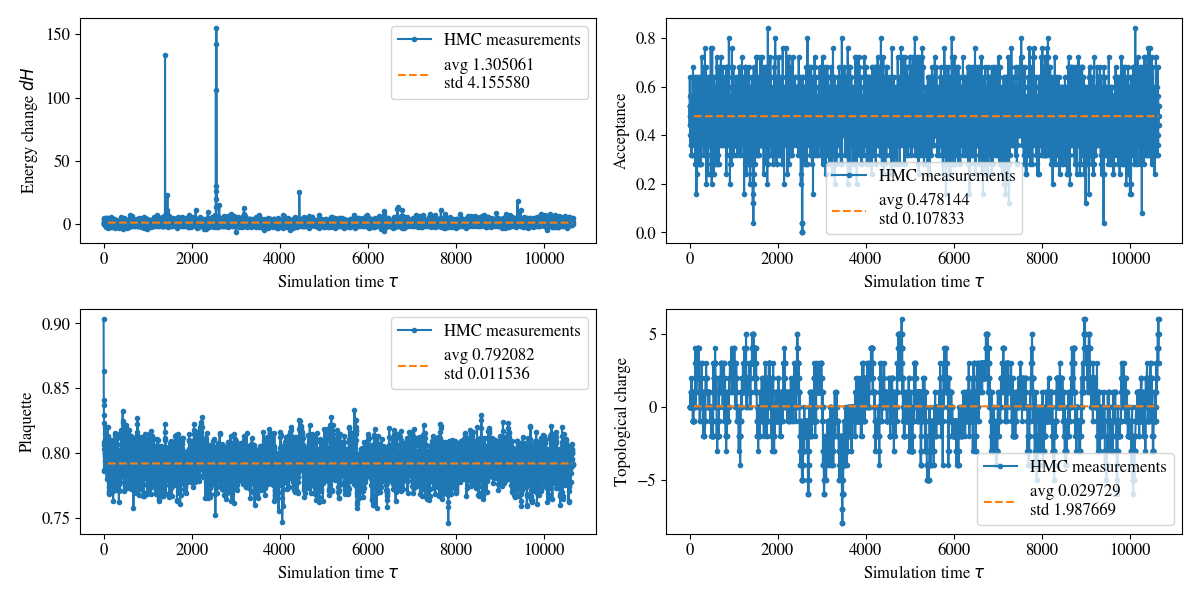 150
100
50
0
Energy change dH
HMC measurements
avg 1.305061
std 4.155580
0 2000 4000 6000 8000 10000
Simulation time τ
0.8
0.6
0.4
0.2
0.0
Acceptance
HMC measurements
avg 0.478144
std 0.107833
0 2000 4000 6000 8000 10000
Simulation time τ
0.90
0.85
0.80
0.75
Plaquette
HMC measurements
avg 0.792082
std 0.011536
0 2000 4000 6000 8000 10000
Simulation time τ
5
0
−5
Topological charge
HMC measurements
avg 0.029729
std 1.987669
0 2000 4000 6000 8000 10000
Simulation time τ